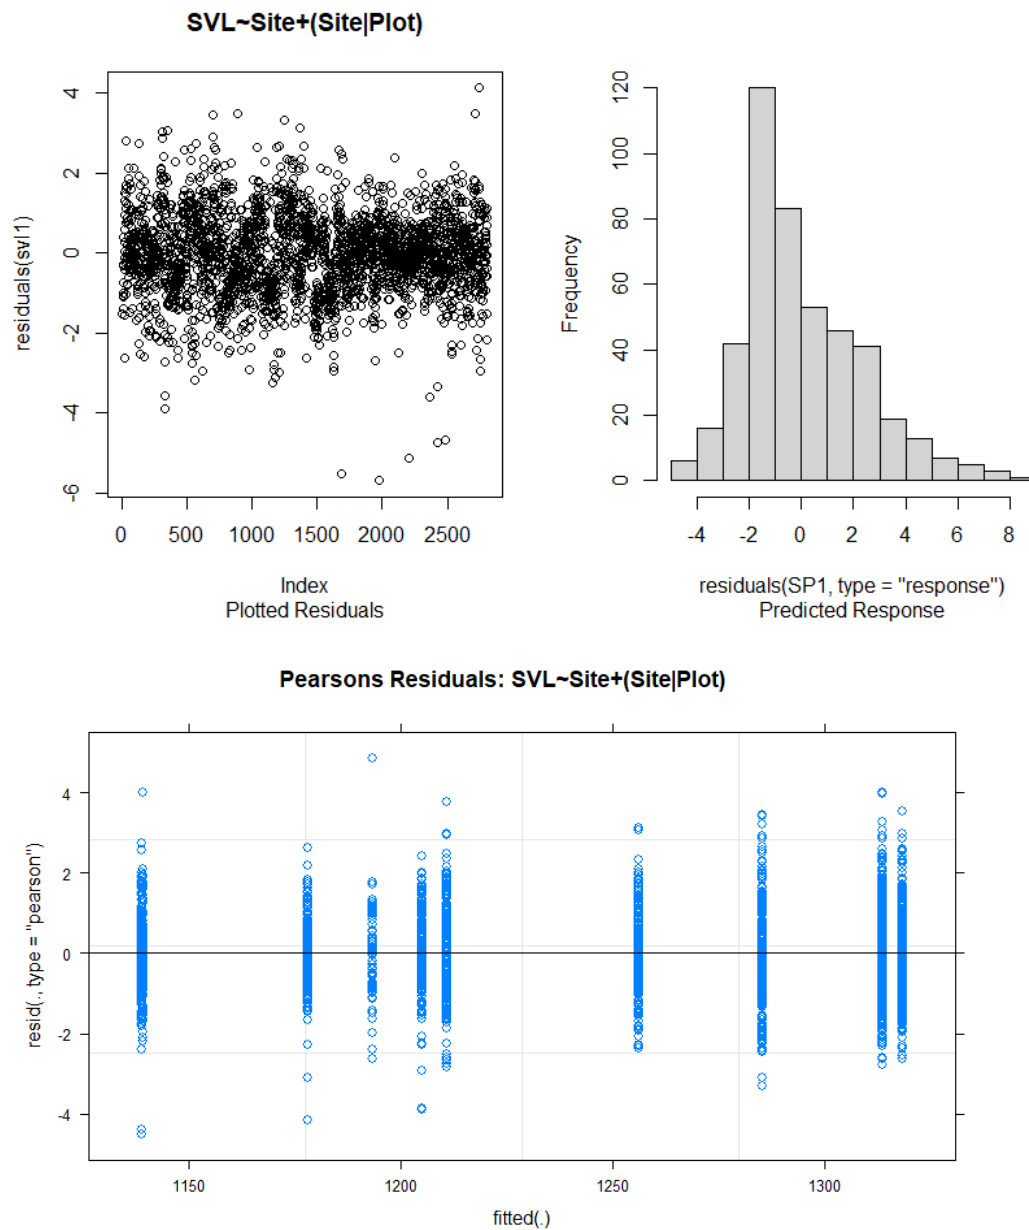 SVL~Site+(Site|Plot)
residuals(svl1)
4
2
0
-2
-4
-6
0 500 1000 1500 2000 2500
Index
Plotted Residuals
Frequency
120
100
80
60
40
20
0
-4 -2 0 2 4 6 8
residuals(SP1, type = "response")
Predicted Response
Pearsons Residuals: SVL~Site+(Site|Plot)
resid(., type = "pearson")
4
2
0
-2
-4
1150 1200 1250 1300
fitted(.)